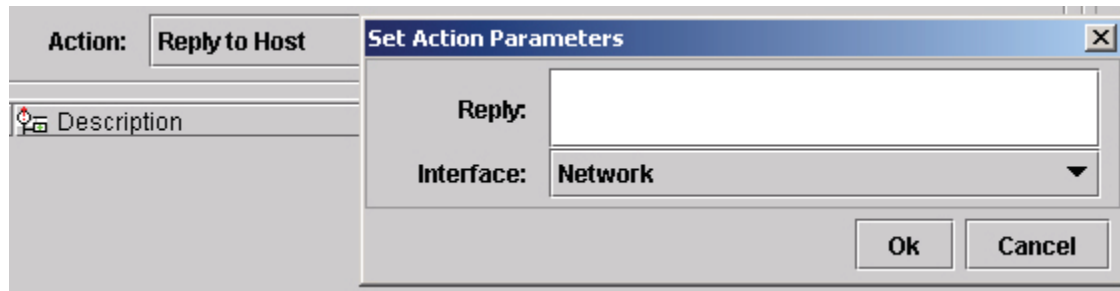 Action: Reply to Host
Set Action Parameters
Reply:
Description
Interface: Network
Ok Cancel